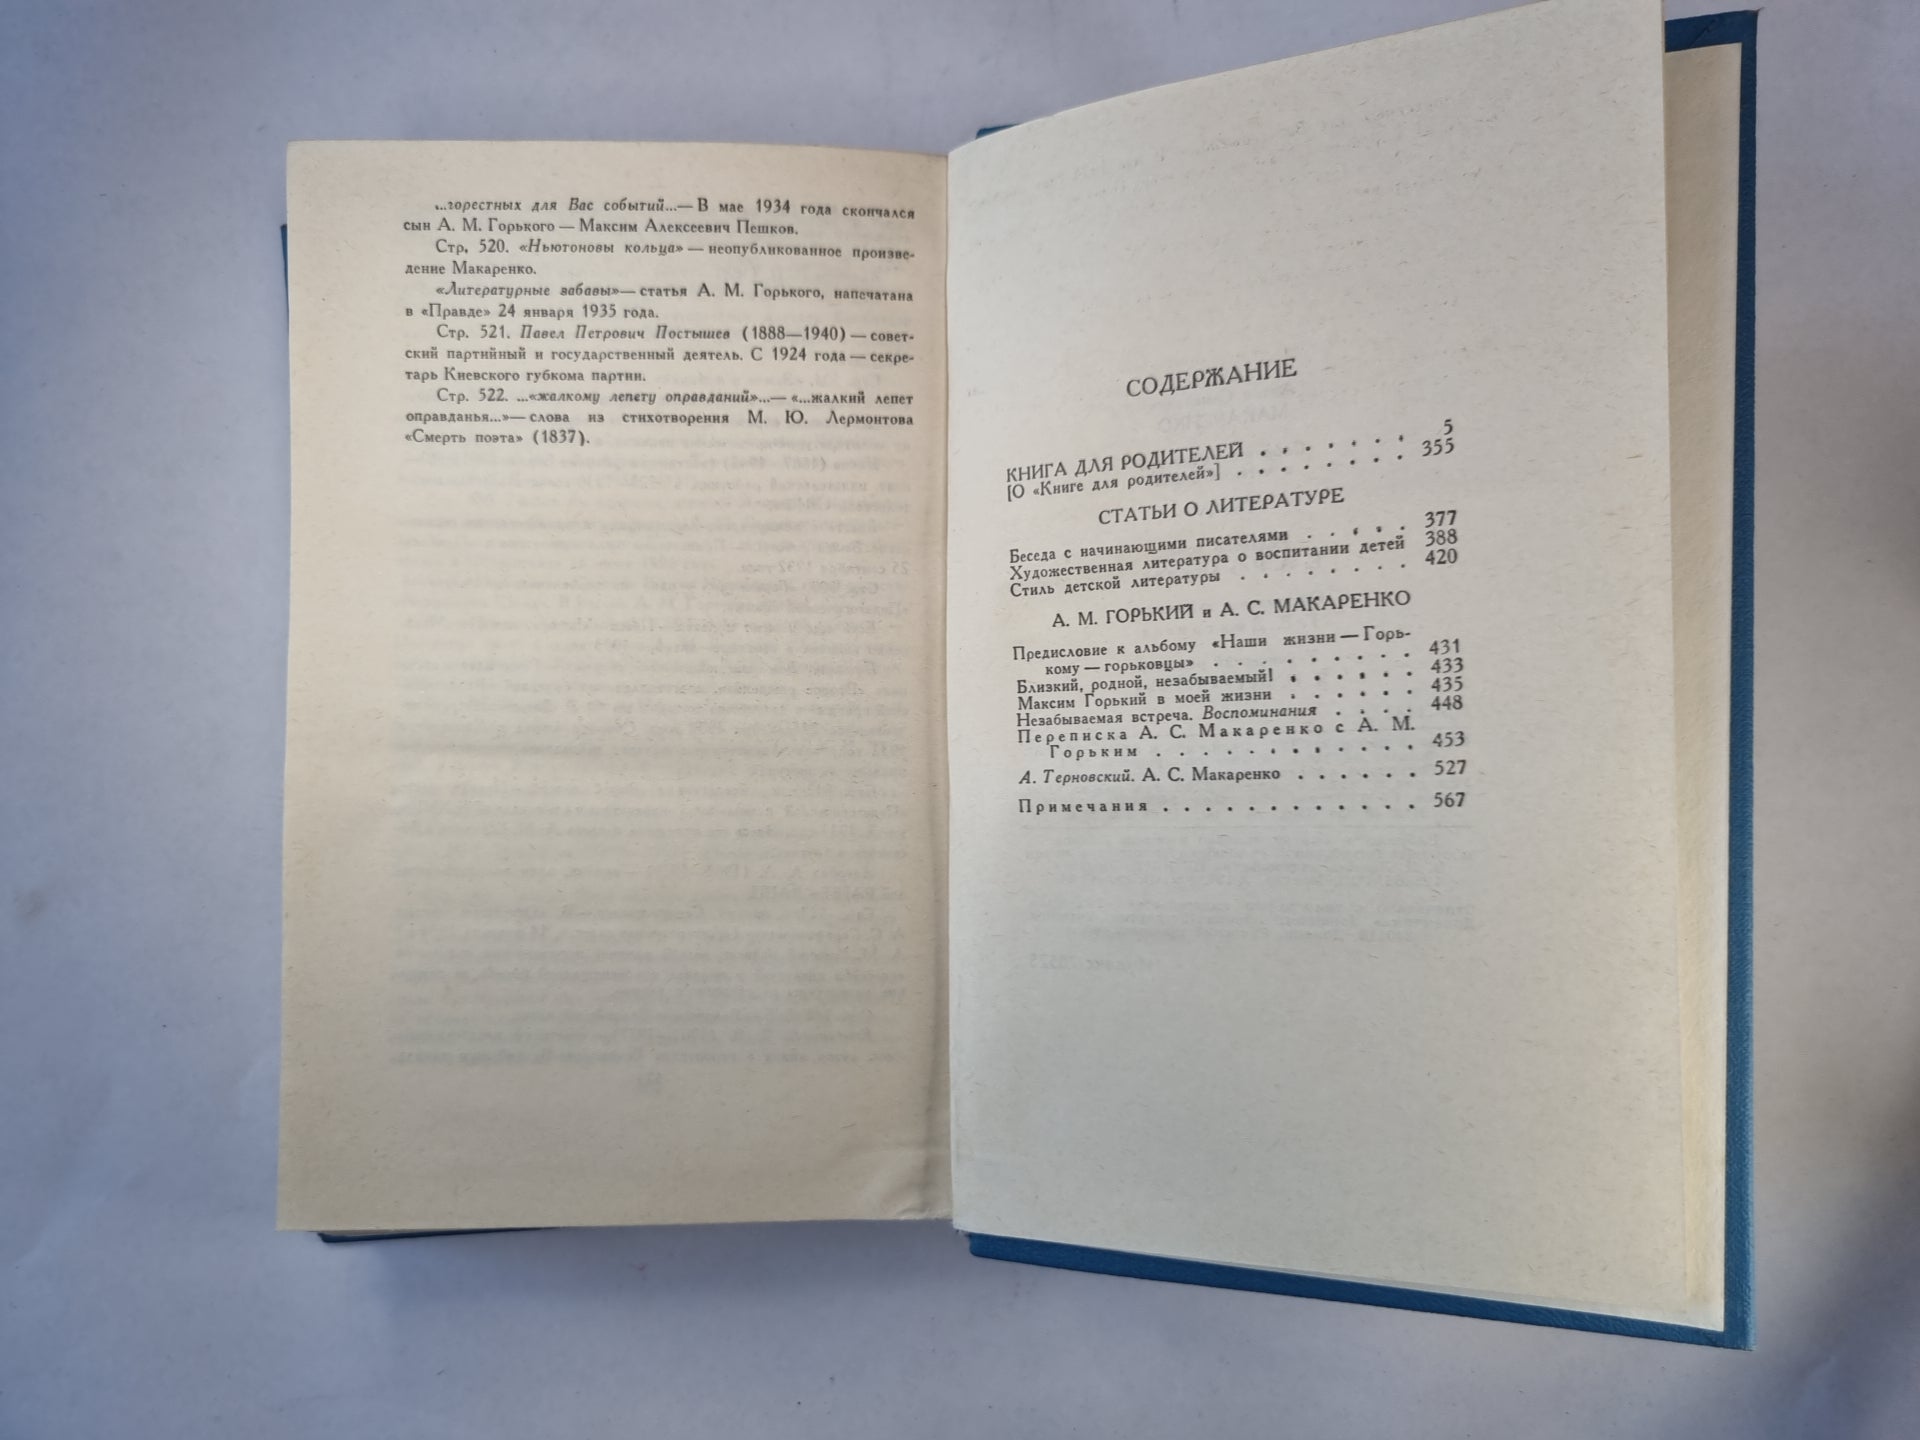 ...горестных для Вас событий...— В мае 1934 года скончался
сын А. М. Горького — Максим Алексеевич Пешков.
Стр. 520. «Ньютоновы кольца» — неопубликованное произве-
дение Макаренко.
«Литературные забавы»— статья А. М. Горького, напечатана
в «Правде» 24 января 1935 года.
Стр. 521. Павел Петрович Постышев (1888—1940) — совет-
ский партийный и государственный деятель. С 1924 года — секре-
тарь Киевского губкома партии.
Стр. 522. ...«жалкому лепету оправданий»...— «...жалкий лепет
оправданья...»— слова из стихотворения М. Ю. Лермонтова
«Смерть поэта» (1837).
СОДЕРЖАНИЕ
КНИГА ДЛЯ РОДИТЕЛЕЙ . . . . . . . 5
[О «Книге для родителей»] . . . . . . . . 355
СТАТЬИ О ЛИТЕРАТУРЕ
Беседа с начинающими писателями . . . . . 377
Художественная литература о воспитании детей 388
Стиль детской литературы . . . . . . . . 420
А. М. ГОРЬКИЙ и А. С. МАКАРЕНКО
Предисловие к альбому «Наши жизни — Горь-
кому — горьковцы» . . . . . . . . . 431
Близкий, родной, незабываемый! . . . . . . 433
Максим Горький в моей жизни . . . . . . 435
Незабываемая встреча. Воспоминания . . . . 448
Переписка А. С. Макаренко с А. М.
Горьким . . . . . . . . . . . . 453
А. Терновский. А. С. Макаренко . . . . . . 527
Примечания . . . . . . . . . . . . 567